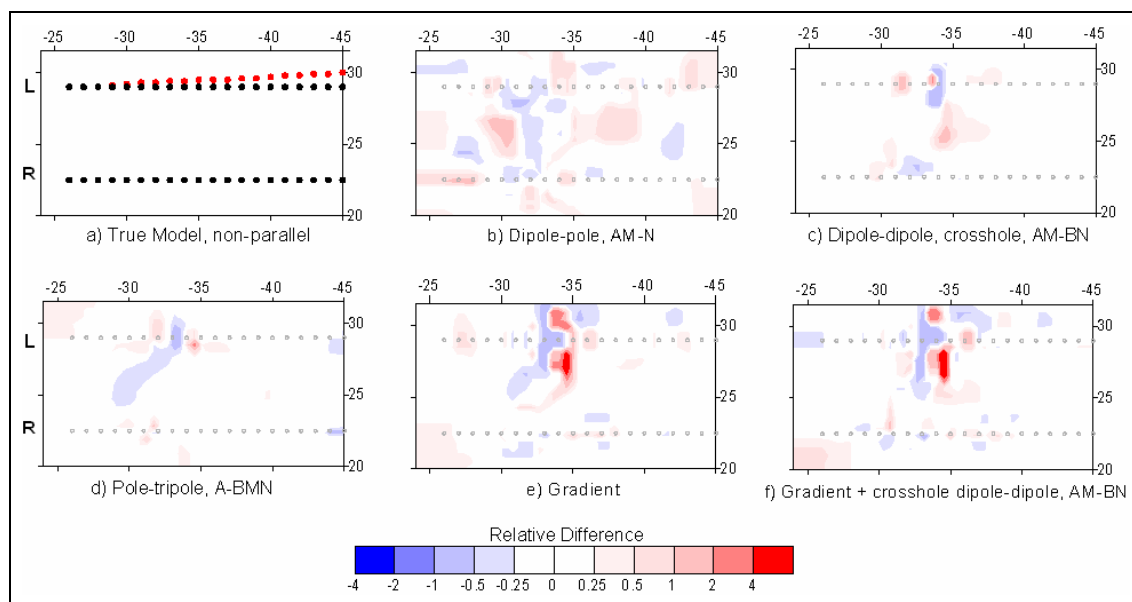 -25 -30 -35 -40 -45
-25 -30 -35 -40 -45
-25 -30 -35 -40 -45
L
R
30
25
20
30
25
20
30
25
20
a) True Model, non-parallel
b) Dipole-pole, AM-N
c) Dipole-dipole, crosshole, AM-BN
-25 -30 -35 -40 -45
-25 -30 -35 -40 -45
-25 -30 -35 -40 -45
L
R
30
25
20
30
25
20
30
25
20
d) Pole-tripole, A-BMN
e) Gradient
f) Gradient + crosshole dipole-dipole, AM-BN
Relative Difference
-4 -2 -1 -0.5 -0.25 0 0.25 0.5 1 2 4